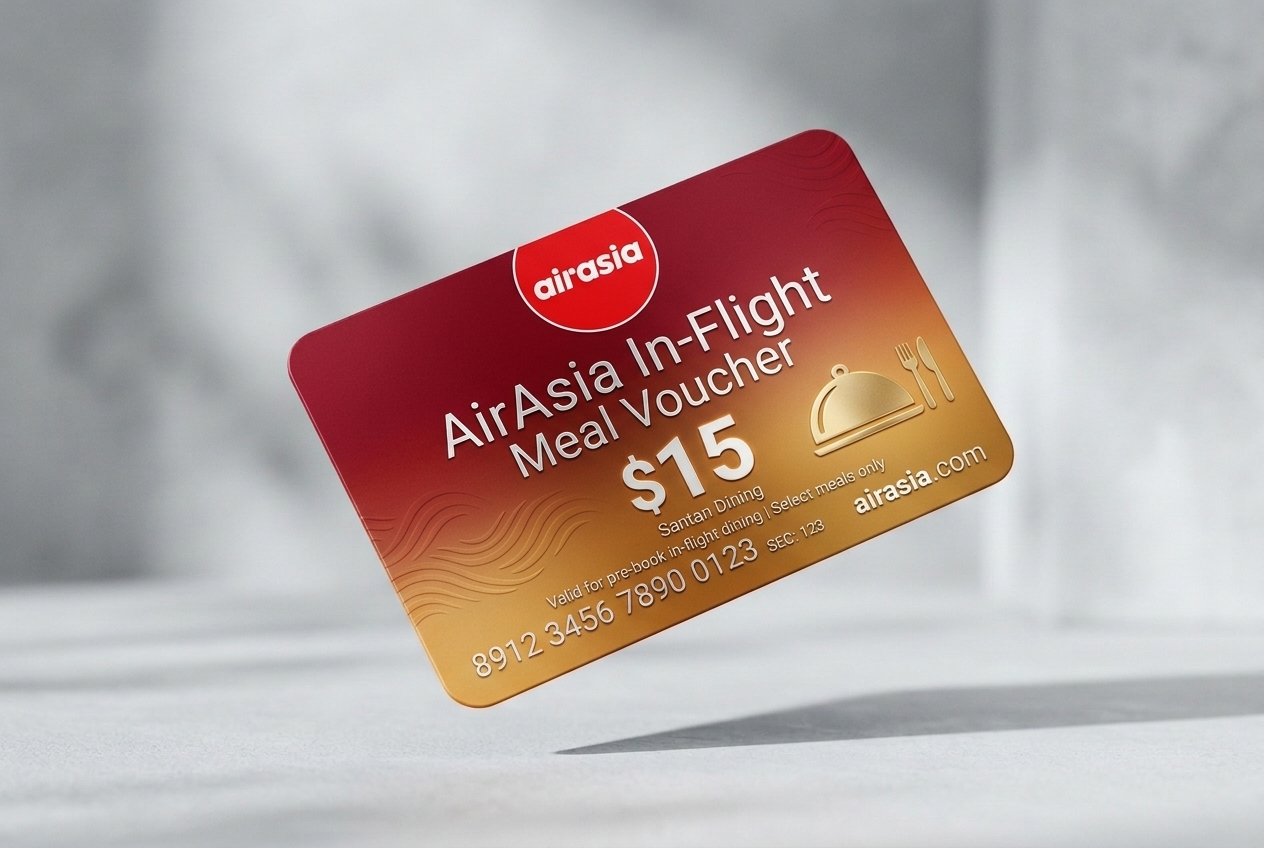 airasia
AirAsia In-Flight
Meal Voucher
$15
Santan Dining
Valid for pre-book in-flight dining | Select meals only
8912 3456 7890 0123 SEC: 123
airasia.com